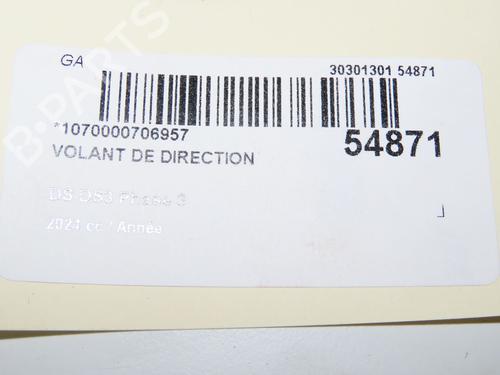 GA
30301301 54871
*1070000706957
54871
VOLANT DE DIRECTION
DS DS3 Phase 3
2024 cc / Année
B-PARTS